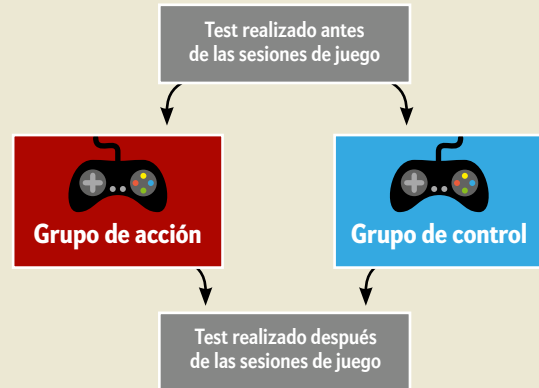 Test realizado antes
de las sesiones de juego
Grupo de acción
Grupo de control
Test realizado después
de las sesiones de juego